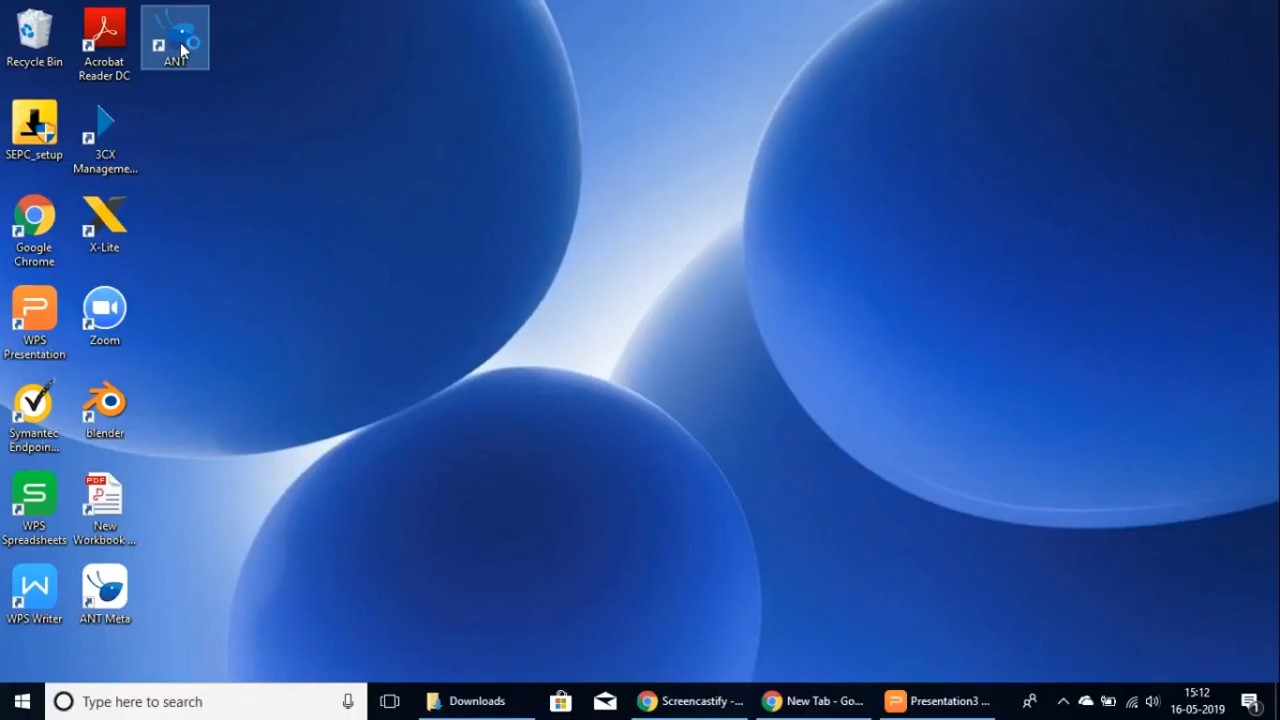 Recycle Bin
Acrobat
Reader DC
ANT
SEPC_setup
3CX
Manageme...
Google
Chrome
X-Lite
WPS
Presentation
Zoom
Symantec
Endpoin...
blender
WPS
Spreadsheets
PDF
New
Workbook ...
WPS Writer
ANT Meta
Type here to search
Downloads
Screencastify -...
New Tab - Go...
Presentation3 ...
15:12
16-05-2019
1